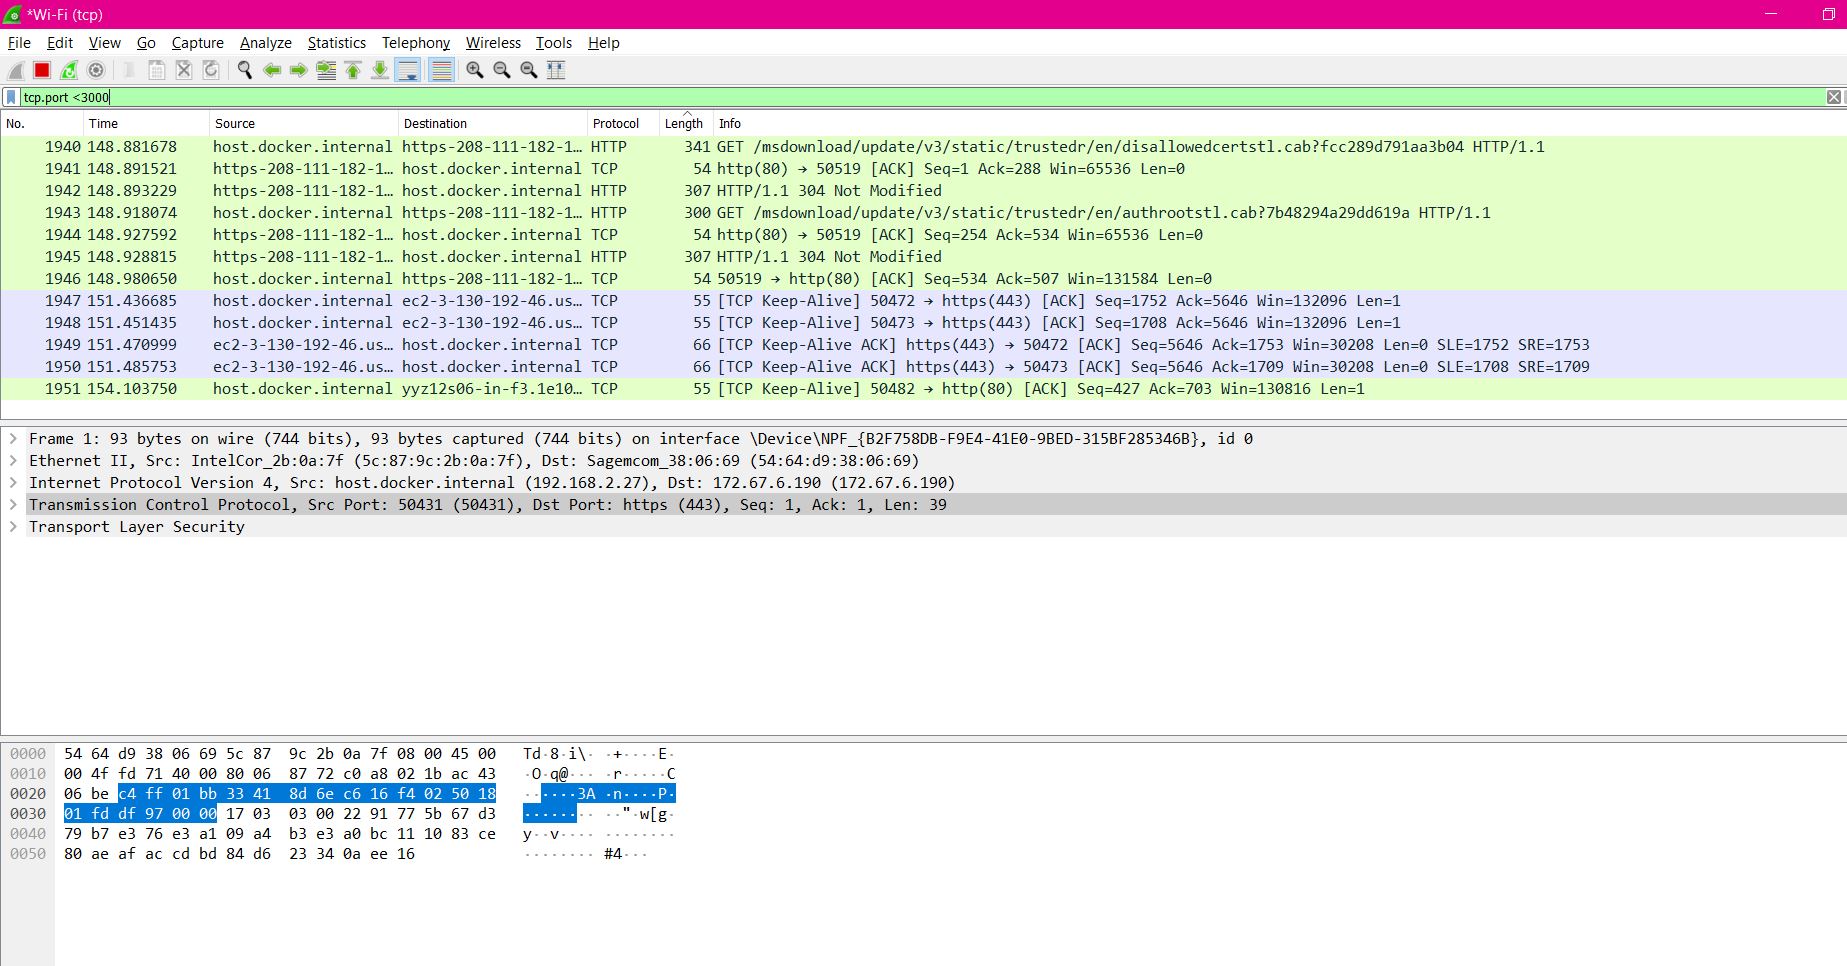 *Wi-Fi (tcp)
File Edit View Go Capture Analyze Statistics Telephony Wireless Tools Help
tcp.port <3000
No. Time Source Destination Protocol Length Info
1940 148.881678 host.docker.internal https-208-111-182-1… HTTP 341 GET /msdownload/update/v3/static/trustedr/en/disallowedcertstl.cab?fcc289d791aa3b04 HTTP/1.1
1941 148.891521 https-208-111-182-1… host.docker.internal TCP 54 http(80) → 50519 [ACK] Seq=1 Ack=288 Win=65536 Len=0
1942 148.893229 https-208-111-182-1… host.docker.internal HTTP 307 HTTP/1.1 304 Not Modified
1943 148.918074 host.docker.internal https-208-111-182-1… HTTP 300 GET /msdownload/update/v3/static/trustedr/en/authrootstl.cab?7b48294a29dd619a HTTP/1.1
1944 148.927592 https-208-111-182-1… host.docker.internal TCP 54 http(80) → 50519 [ACK] Seq=254 Ack=534 Win=65536 Len=0
1945 148.928815 https-208-111-182-1… host.docker.internal HTTP 307 HTTP/1.1 304 Not Modified
1946 148.980650 host.docker.internal https-208-111-182-1… TCP 54 50519 → http(80) [ACK] Seq=534 Ack=507 Win=131584 Len=0
1947 151.436685 host.docker.internal ec2-3-130-192-46.us… TCP 55 [TCP Keep-Alive] 50472 → https(443) [ACK] Seq=1752 Ack=5646 Win=132096 Len=1
1948 151.451435 host.docker.internal ec2-3-130-192-46.us… TCP 55 [TCP Keep-Alive] 50473 → https(443) [ACK] Seq=1708 Ack=5646 Win=132096 Len=1
1949 151.470999 ec2-3-130-192-46.us… host.docker.internal TCP 66 [TCP Keep-Alive ACK] https(443) → 50472 [ACK] Seq=5646 Ack=1753 Win=30208 Len=0 SLE=1752 SRE=1753
1950 151.485753 ec2-3-130-192-46.us… host.docker.internal TCP 66 [TCP Keep-Alive ACK] https(443) → 50473 [ACK] Seq=5646 Ack=1709 Win=30208 Len=0 SLE=1708 SRE=1709
1951 154.103750 host.docker.internal yyz12s06-in-f3.1e10… TCP 55 [TCP Keep-Alive] 50482 → http(80) [ACK] Seq=427 Ack=703 Win=130816 Len=1
Frame 1: 93 bytes on wire (744 bits), 93 bytes captured (744 bits) on interface \Device\NPF_{B2F758DB-F9E4-41E0-9BED-315BF285346B}, id 0
Ethernet II, Src: IntelCor_2b:0a:7f (5c:87:9c:2b:0a:7f), Dst: Sagemcom_38:06:69 (54:64:d9:38:06:69)
Internet Protocol Version 4, Src: host.docker.internal (192.168.2.27), Dst: 172.67.6.190 (172.67.6.190)
Transmission Control Protocol, Src Port: 50431 (50431), Dst Port: https (443), Seq: 1, Ack: 1, Len: 39
Transport Layer Security
0000 54 64 d9 38 06 69 5c 87 9c 2b 0a 7f 08 00 45 00 Td·8·i\· ·+····E·
0010 00 4f fd 71 40 00 80 06 87 72 c0 a8 02 1b ac 43 ·O·q@··· ·r·····C
0020 06 be c4 ff 01 bb 33 41 8d 6e c6 16 f4 02 50 18 ······3A ·n····P·
0030 01 fd df 97 00 00 17 03 03 00 22 91 77 5b 67 d3 ········ ··"·w[g·
0040 79 b7 e3 76 e3 a1 09 a4 b3 e3 a0 bc 11 10 83 ce y··v···· ········
0050 80 ae af ac cd bd 84 d6 23 34 0a ee 16 ········ #4···